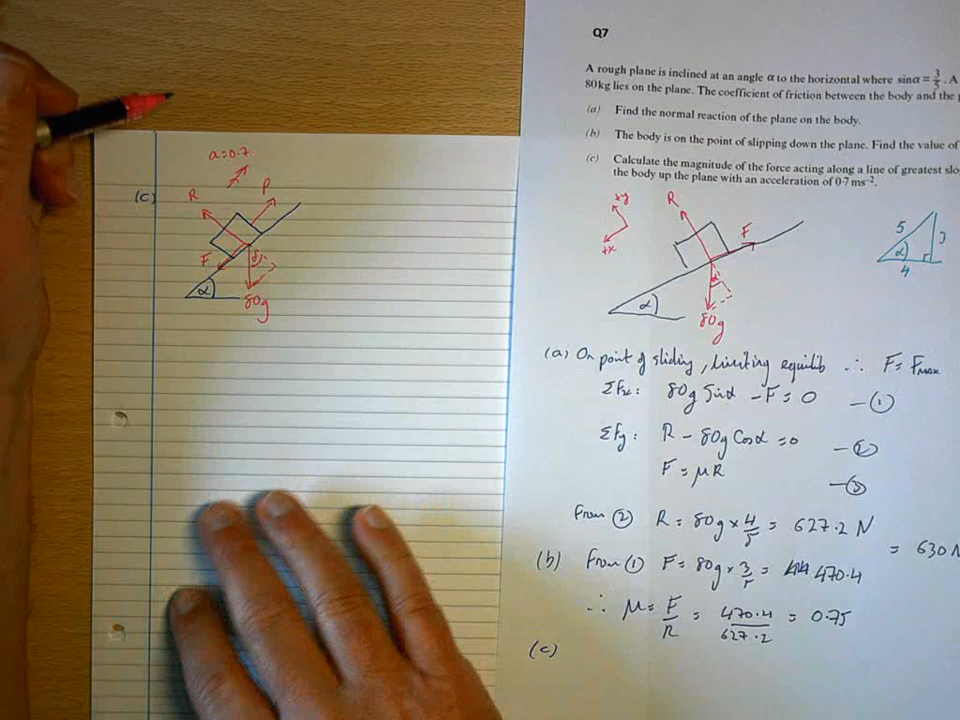 Q7
A rough plane is inclined at an angle α to the horizontal where sinα = 3/5. A
80kg lies on the plane. The coefficient of friction between the body and the
(a) Find the normal reaction of the plane on the body.
(b) The body is on the point of slipping down the plane. Find the value of
(c) Calculate the magnitude of the force acting along a line of greatest
the body up the plane with an acceleration of 0·7 ms⁻².
a=0.7
(c)
R
P
F
α
80g
+y
+x
R
F
α
α
80g
5
α
4
(a) On point of sliding, limiting equilib ∴ F = Fmax
ΣFx: 80g Sinα - F = 0 -①
ΣFy: R - 80g Cosα = 0 -②
F = μR -③
From ② R = 80g × 4/5 = 627.2 N
= 630N
(b) From ① F = 80g × 3/5 = 470.4
∴ μ = F/R = 470.4/627.2 = 0.75
(c)